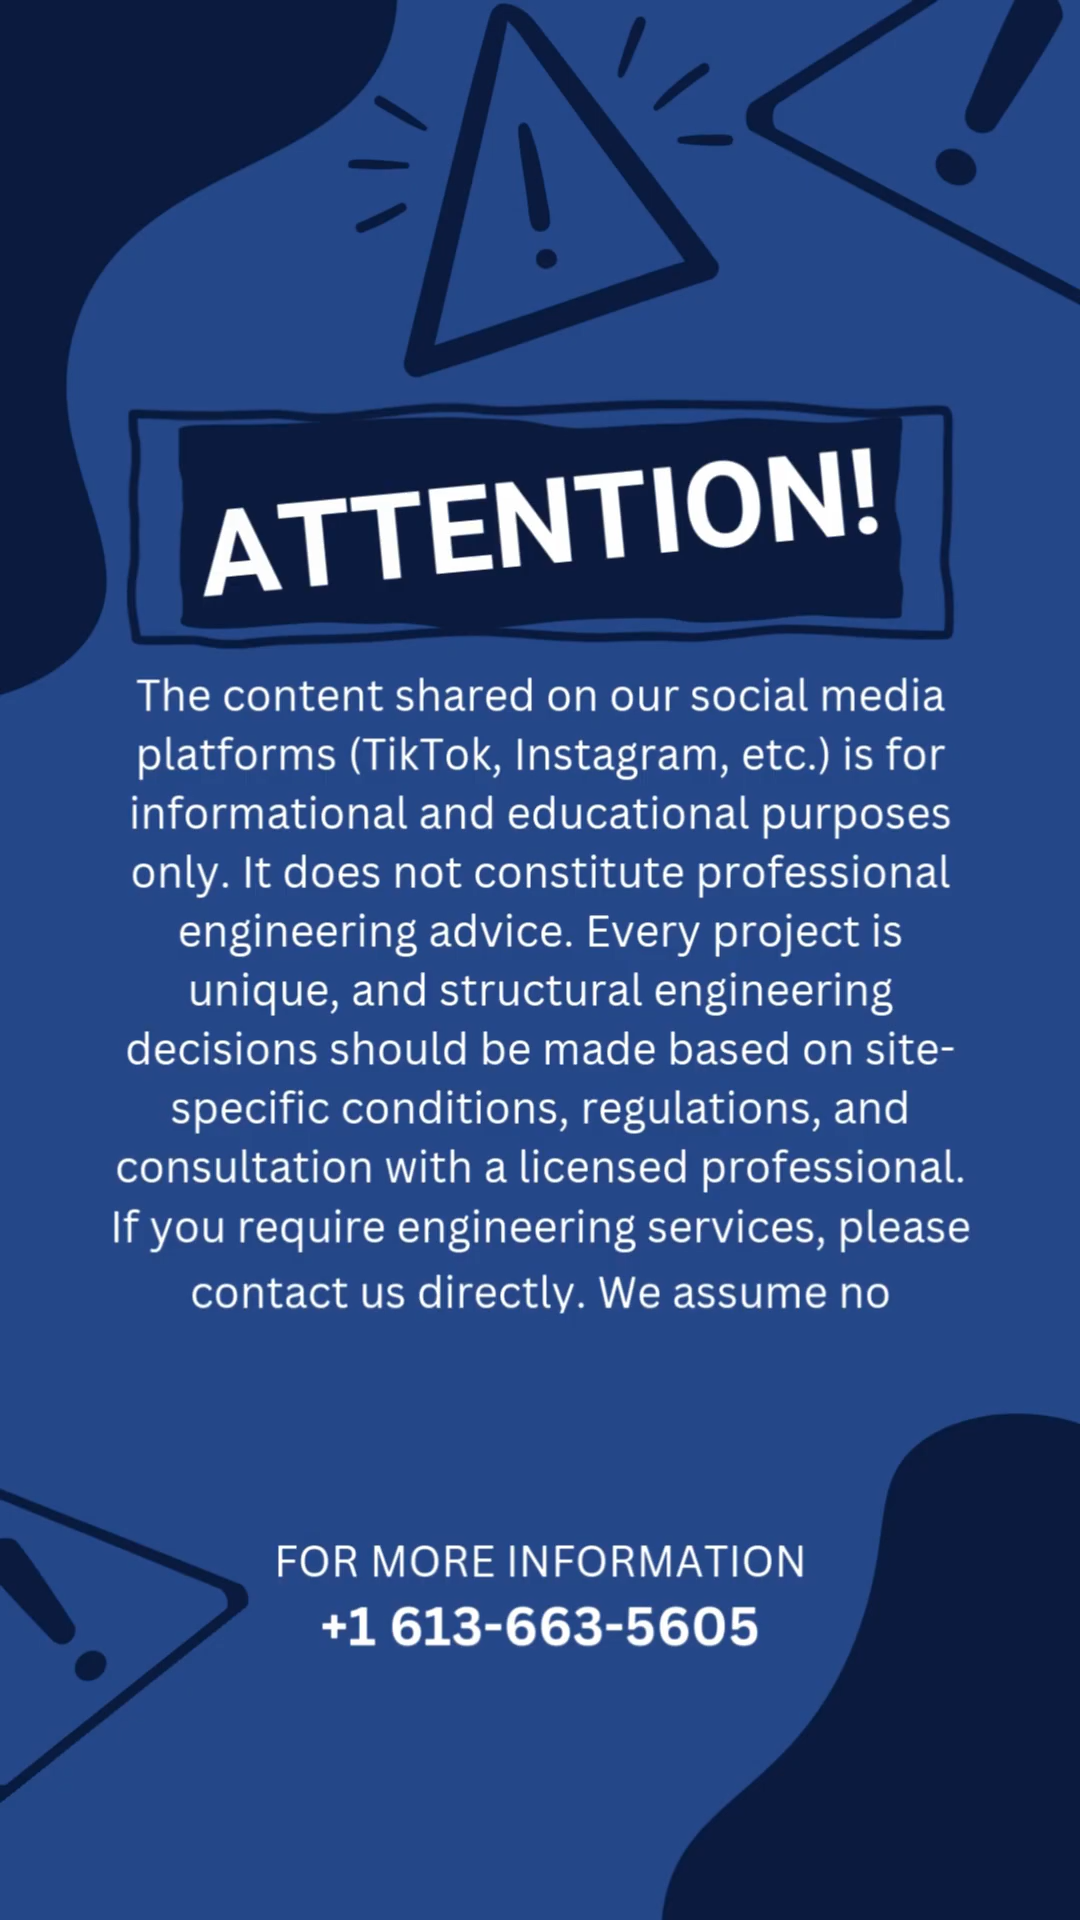 ATTENTION!
The content shared on our social media
platforms (TikTok, Instagram, etc.) is for
informational and educational purposes
only. It does not constitute professional
engineering advice. Every project is
unique, and structural engineering
decisions should be made based on site-
specific conditions, regulations, and
consultation with a licensed professional.
If you require engineering services, please
contact us directly. We assume no
FOR MORE INFORMATION
+1 613-663-5605